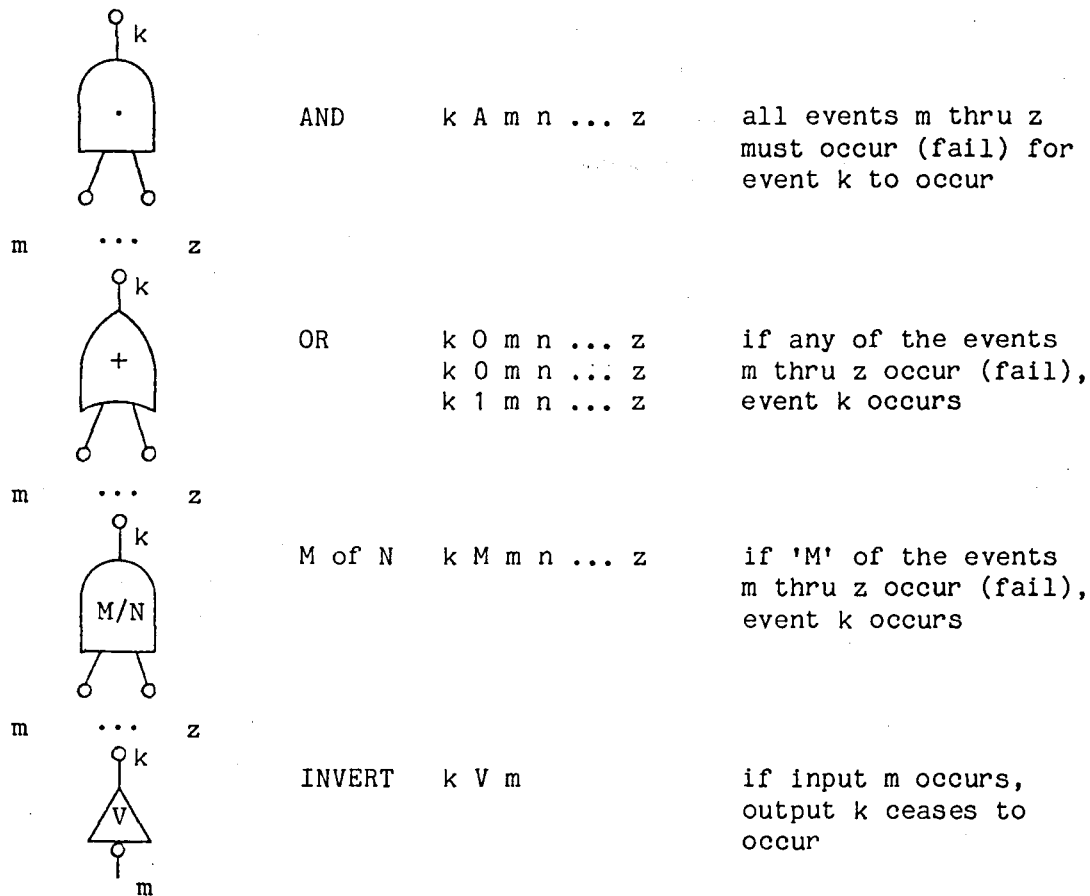 k
.
AND k A m n ... z all events m thru z
must occur (fail) for
event k to occur
m ... z
k
+
OR k O m n ... z if any of the events
k 0 m n ... z m thru z occur (fail),
k 1 m n ... z event k occurs
m ... z
k
M/N
M of N k M m n ... z if 'M' of the events
m thru z occur (fail),
event k occurs
m ... z
k
V
INVERT k V m if input m occurs,
output k ceases to
occur
m